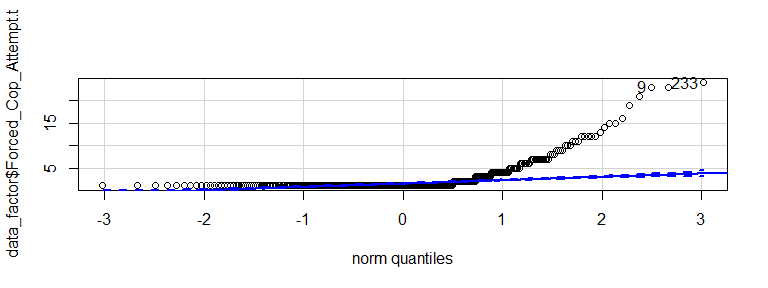 data_factor$Forced_Cop_Attempt.t
15
5
9
233
-3 -2 -1 0 1 2 3
norm quantiles